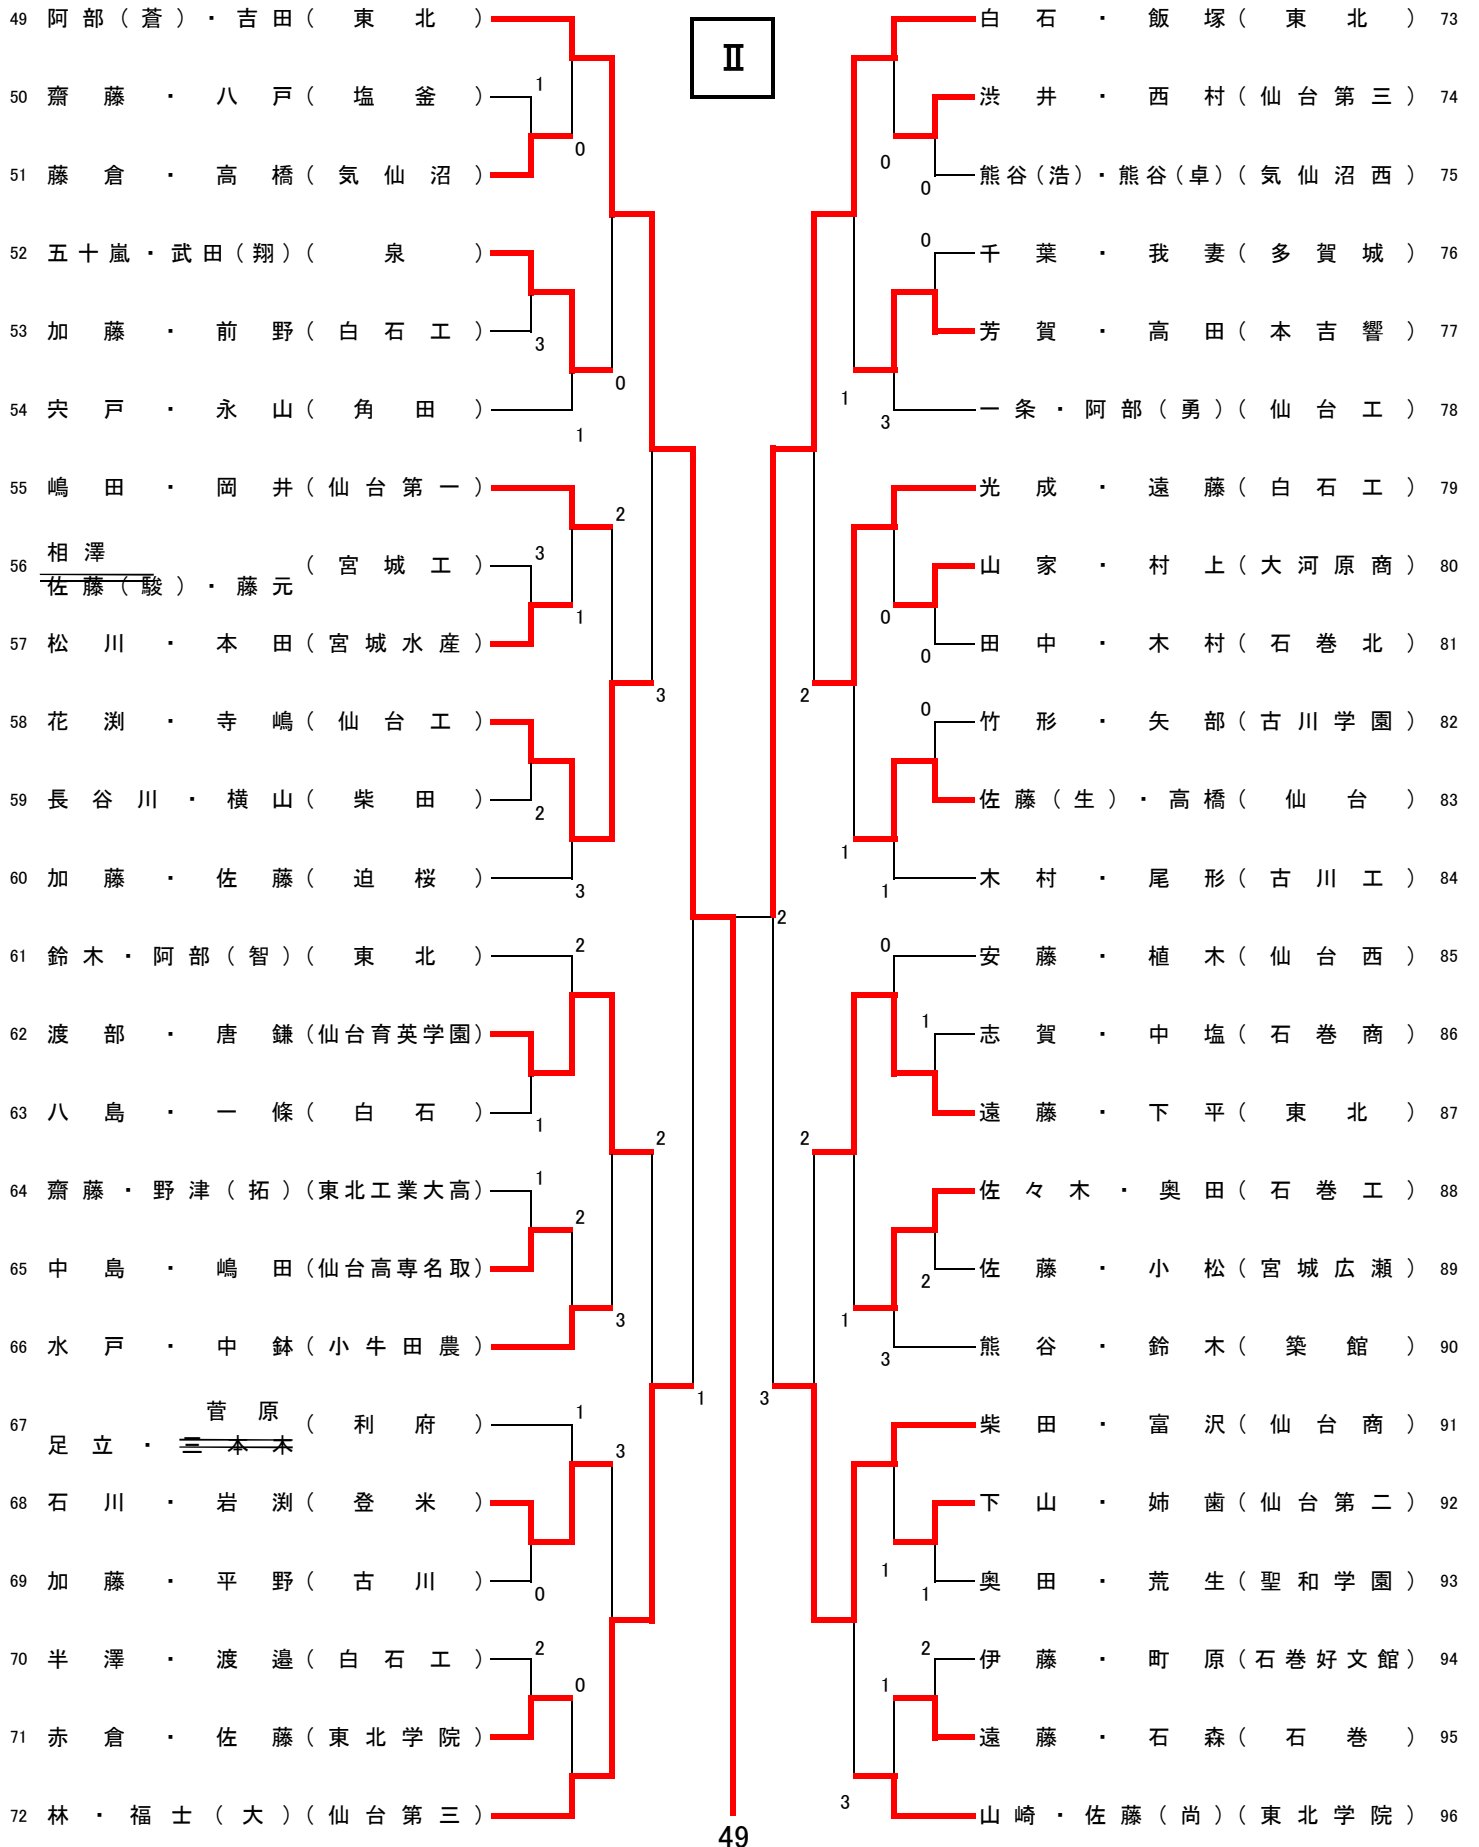 Ⅱ
49 阿部(蒼)・吉田(東北)
1
50 齋藤・八戸(塩釜)
0
51 藤倉・高橋(気仙沼)
52 五十嵐・武田(翔)(泉)
53 加藤・前野(白石工)
3
0
54 宍戸・永山(角田)
1
55 嶋田・岡井(仙台第一)
2
3
相澤
56 佐藤(駿)・藤元(宮城工)
1
57 松川・本田(宮城水産)
3
58 花渕・寺嶋(仙台工)
59 長谷川・横山(柴田)
2
60 加藤・佐藤(迫桜)
3
61 鈴木・阿部(智)(東北)
2
62 渡部・唐鎌(仙台育英学園)
63 八島・一條(白石)
1
2
64 齋藤・野津(拓)(東北工業大高)
1
2
65 中島・嶋田(仙台高専名取)
3
66 水戸・中鉢(小牛田農)
1
菅原
67 足立・三本木(利府)
1
3
68 石川・岩渕(登米)
69 加藤・平野(古川)
0
70 半澤・渡邉(白石工)
2
0
71 赤倉・佐藤(東北学院)
72 林・福士(大)(仙台第三)
白石・飯塚(東北) 73
渋井・西村(仙台第三) 74
0
熊谷(浩)・熊谷(卓)(気仙沼西) 75
0
0
千葉・我妻(多賀城) 76
芳賀・高田(本吉響) 77
1
一条・阿部(勇)(仙台工) 78
3
光成・遠藤(白石工) 79
山家・村上(大河原商) 80
0
田中・木村(石巻北) 81
0
2
0
竹形・矢部(古川学園) 82
佐藤(生)・高橋(仙台) 83
1
木村・尾形(古川工) 84
1
2
0
安藤・植木(仙台西) 85
1
志賀・中塩(石巻商) 86
遠藤・下平(東北) 87
2
佐々木・奥田(石巻工) 88
佐藤・小松(宮城広瀬) 89
2
1
熊谷・鈴木(築館) 90
3
3
柴田・富沢(仙台商) 91
下山・姉歯(仙台第二) 92
1
奥田・荒生(聖和学園) 93
1
2
伊藤・町原(石巻好文館) 94
1
遠藤・石森(石巻) 95
3
山崎・佐藤(尚)(東北学院) 96
49